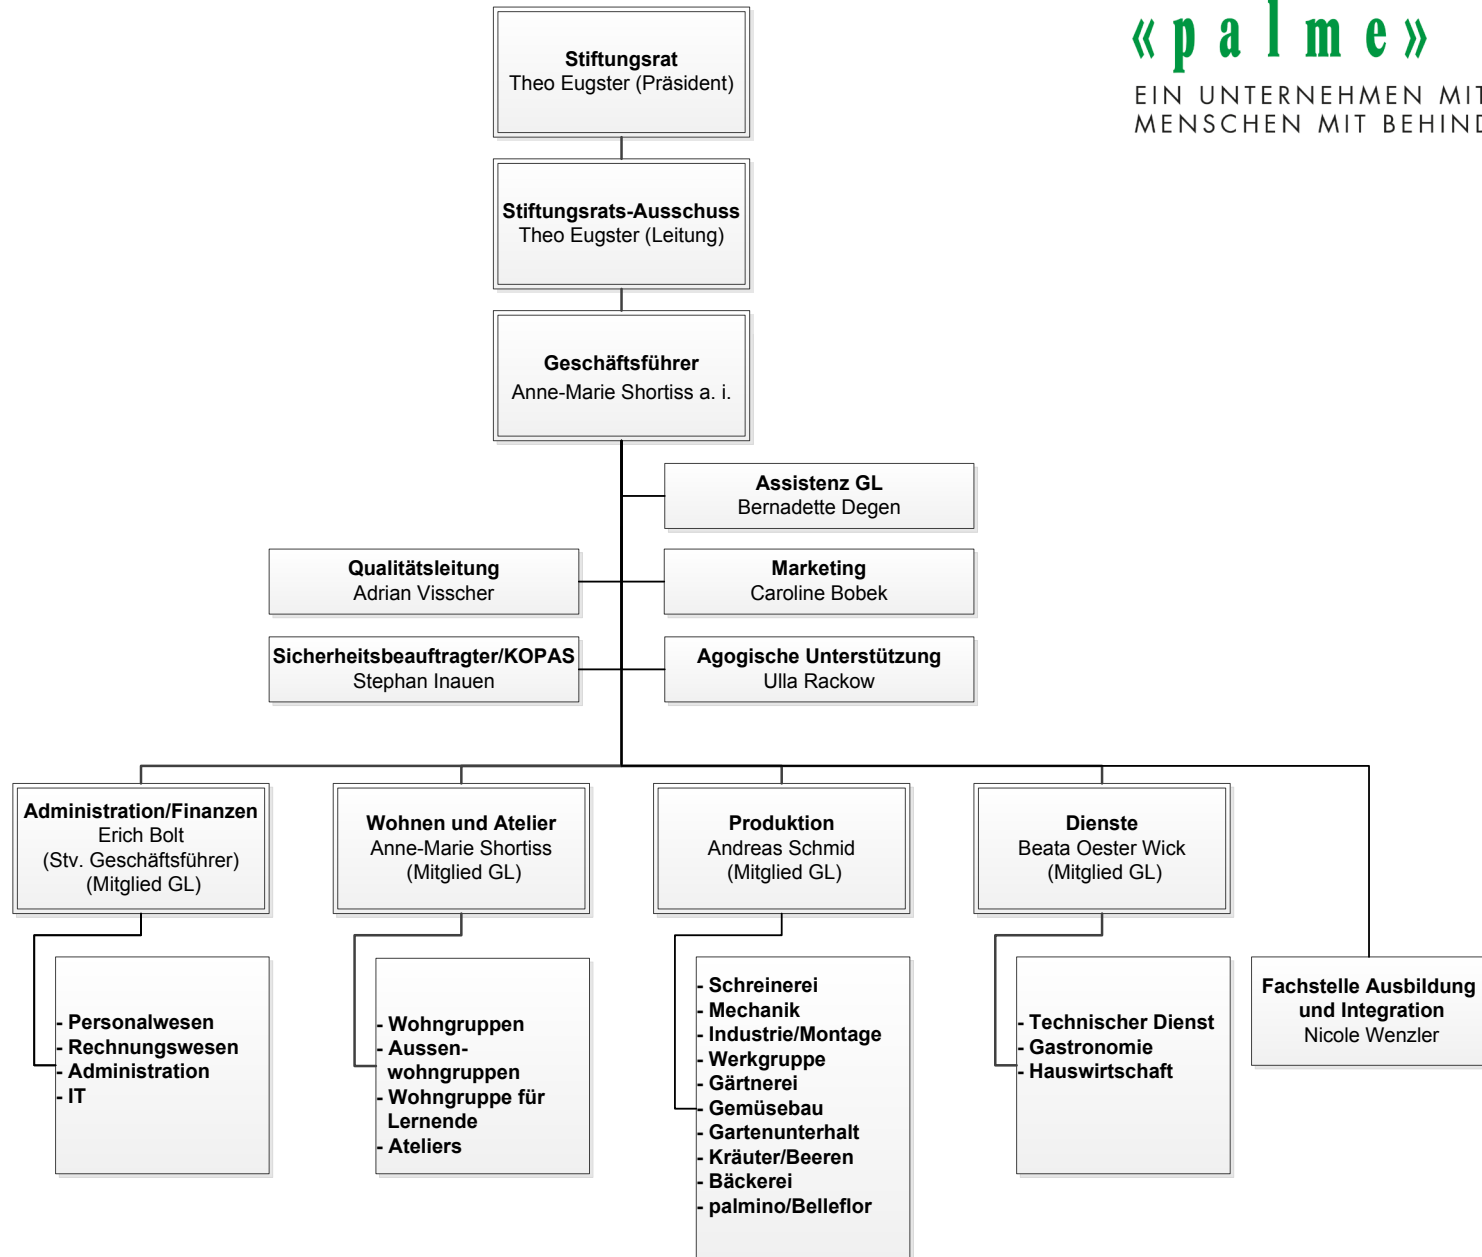 «palme»
EIN UNTERNEHMEN MIT
MENSCHEN MIT
Stiftungsrat
Theo Eugster (Präsident)
Stiftungsrats-Ausschuss
Theo Eugster (Leitung)
Geschäftsführer
Anne-Marie Shortiss a. i.
Assistenz GL
Bernadette Degen
Qualitätsleitung
Adrian Visscher
Marketing
Caroline Bobek
Sicherheitsbeauftragter/KOPAS
Stephan Inauen
Agogische Unterstützung
Ulla Rackow
Administration/Finanzen
Erich Bolt
(Stv. Geschäftsführer)
(Mitglied GL)
Wohnen und Atelier
Anne-Marie Shortiss
(Mitglied GL)
Produktion
Andreas Schmid
(Mitglied GL)
Dienste
Beata Oester Wick
(Mitglied GL)
- Personalwesen
- Rechnungswesen
- Administration
- IT
- Wohngruppen
- Aussen-
wohngruppen
- Wohngruppe für
Lernende
- Ateliers
- Schreinerei
- Mechanik
- Industrie/Montage
- Werkgruppe
- Gärtnerei
- Gemüsebau
- Gartenunterhalt
- Kräuter/Beeren
- Bäckerei
- palmino/Belleflor
- Technischer Dienst
- Gastronomie
- Hauswirtschaft
Fachstelle Ausbildung
und Integration
Nicole Wenzler